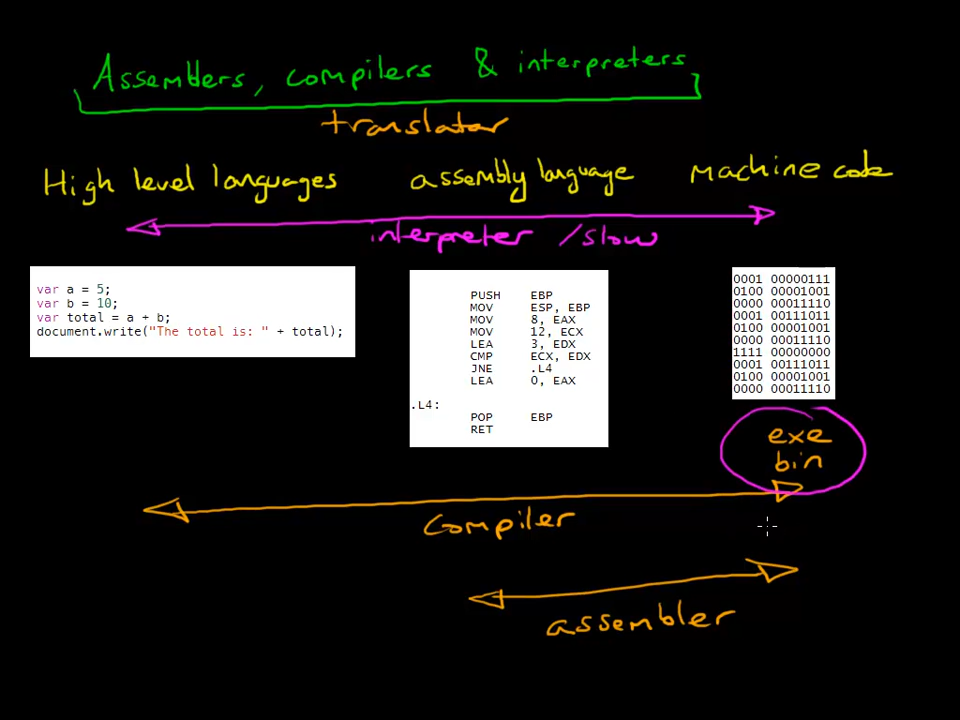 Assemblers, compilers & interpreters
translator
High level languages
assembly language
machine code
interpreter /slow
var a = 5;
var b = 10;
var total = a + b;
document.write("The total is: " + total);
PUSH EBP
MOV ESP, EBP
MOV 8, EAX
MOV 12, ECX
LEA 3, EDX
CMP ECX, EDX
JNE .L4
LEA 0, EAX
.L4:
POP EBP
RET
0001 00000111
0100 00001001
0000 00011110
0001 00111011
0100 00001001
0000 00011110
1111 00000000
0001 00111011
0100 00001001
0000 00011110
exe
bin
Compiler
assembler